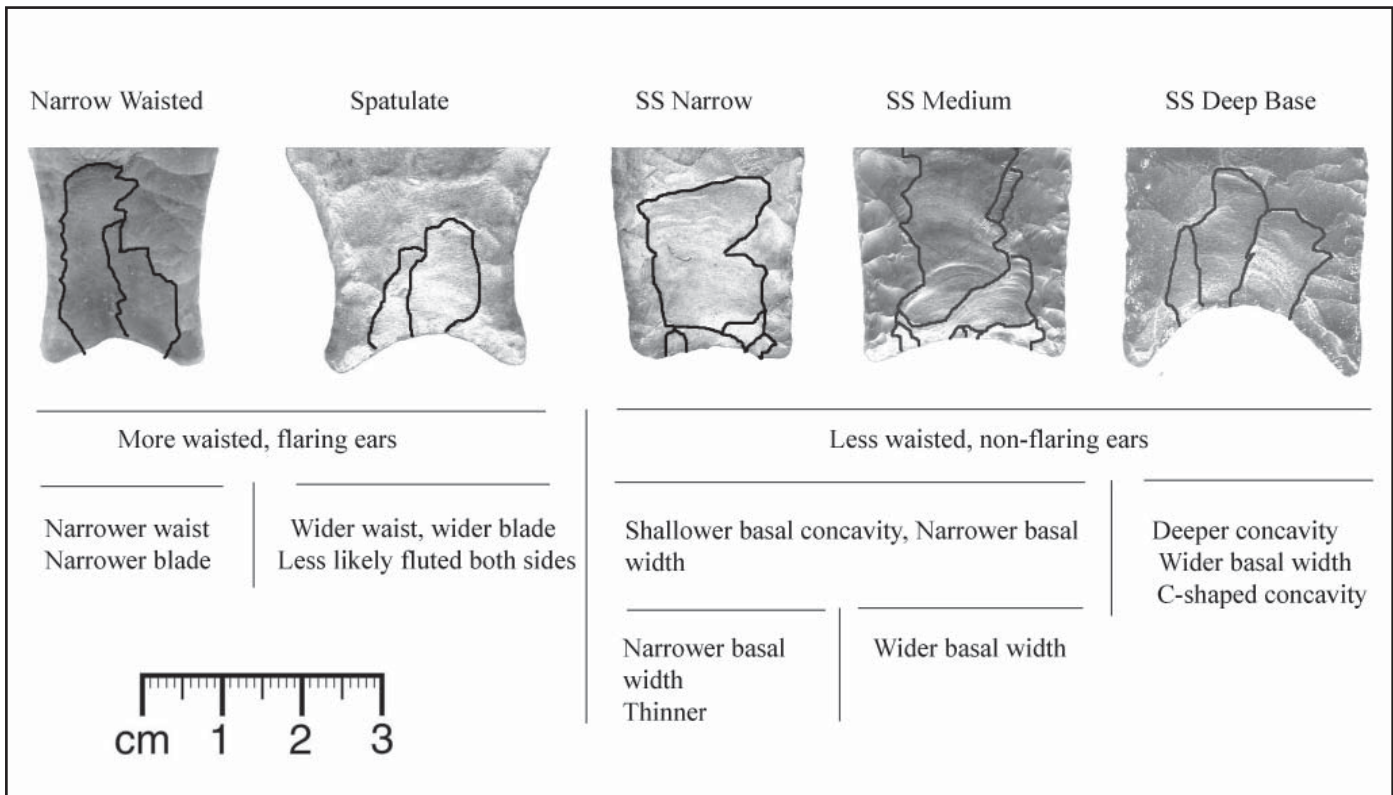 Narrow Waisted
Spatulate
SS Narrow
SS Medium
SS Deep Base
More waisted, flaring ears
Less waisted, non-flaring ears
Narrower waist
Narrower blade
Wider waist, wider blade
Less likely fluted both sides
Shallower basal concavity, Narrower basal
width
Deeper concavity
Wider basal width
C-shaped concavity
Narrower basal
width
Thinner
Wider basal width
cm 1 2 3